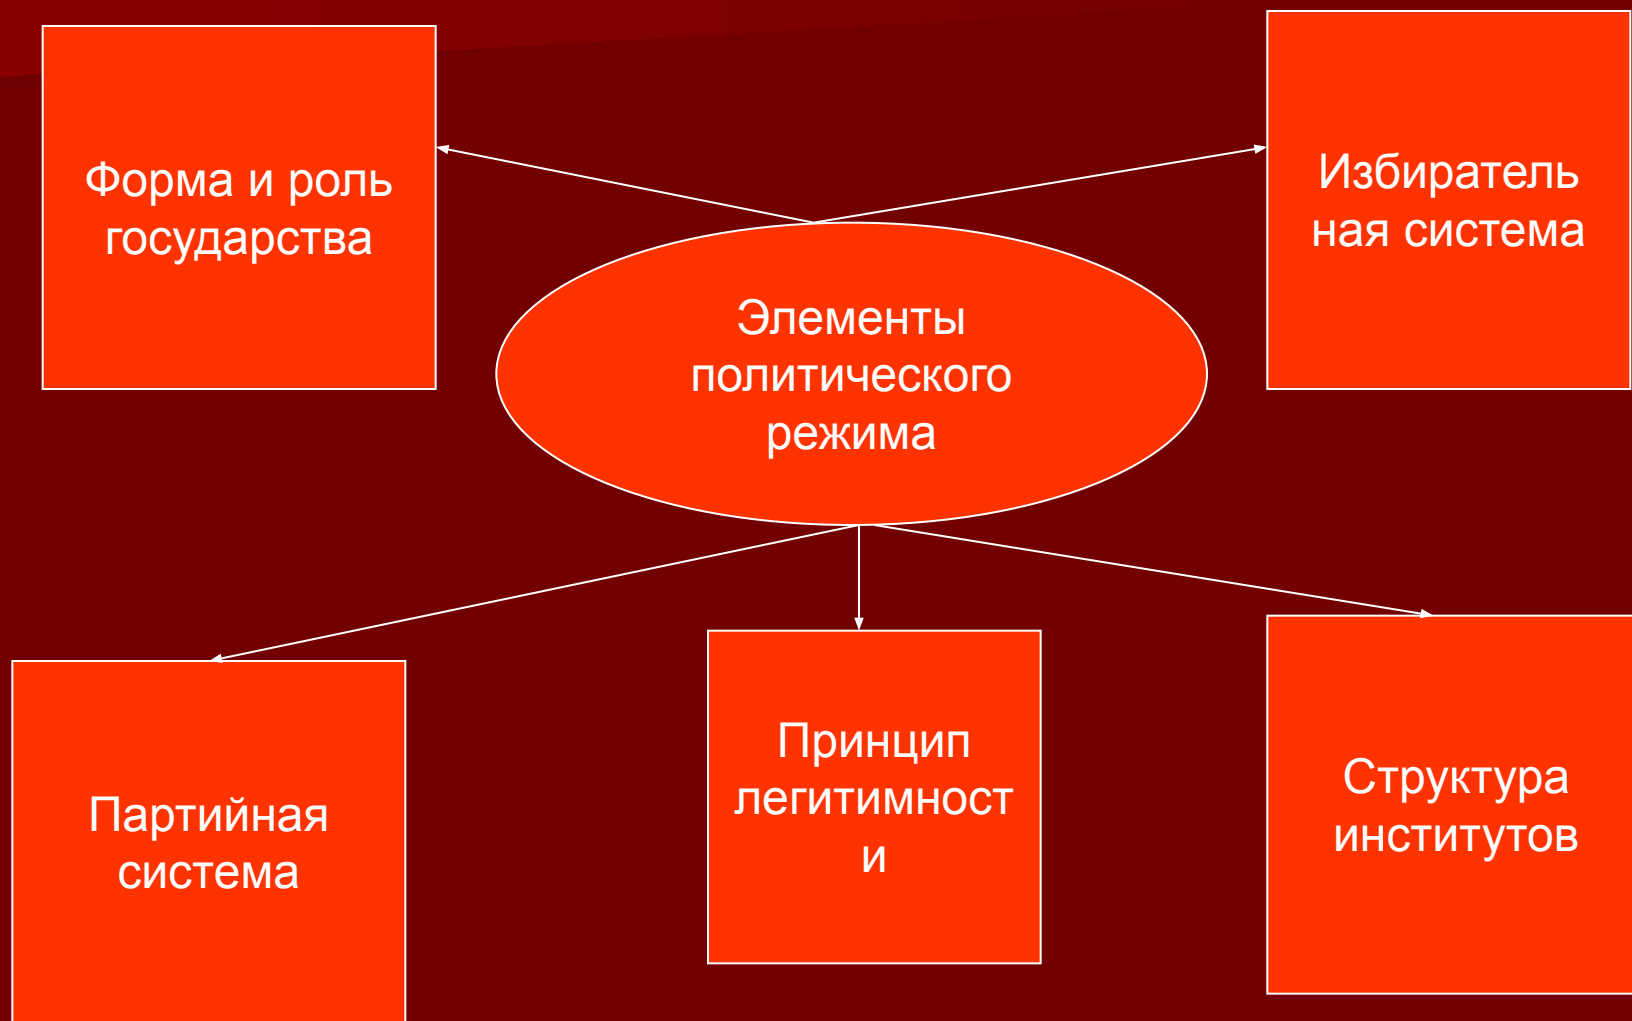 Форма и роль
государства
Избиратель
ная система
Элементы
политического
режима
Партийная
система
Принцип
легитимност
и
Структура
институтов